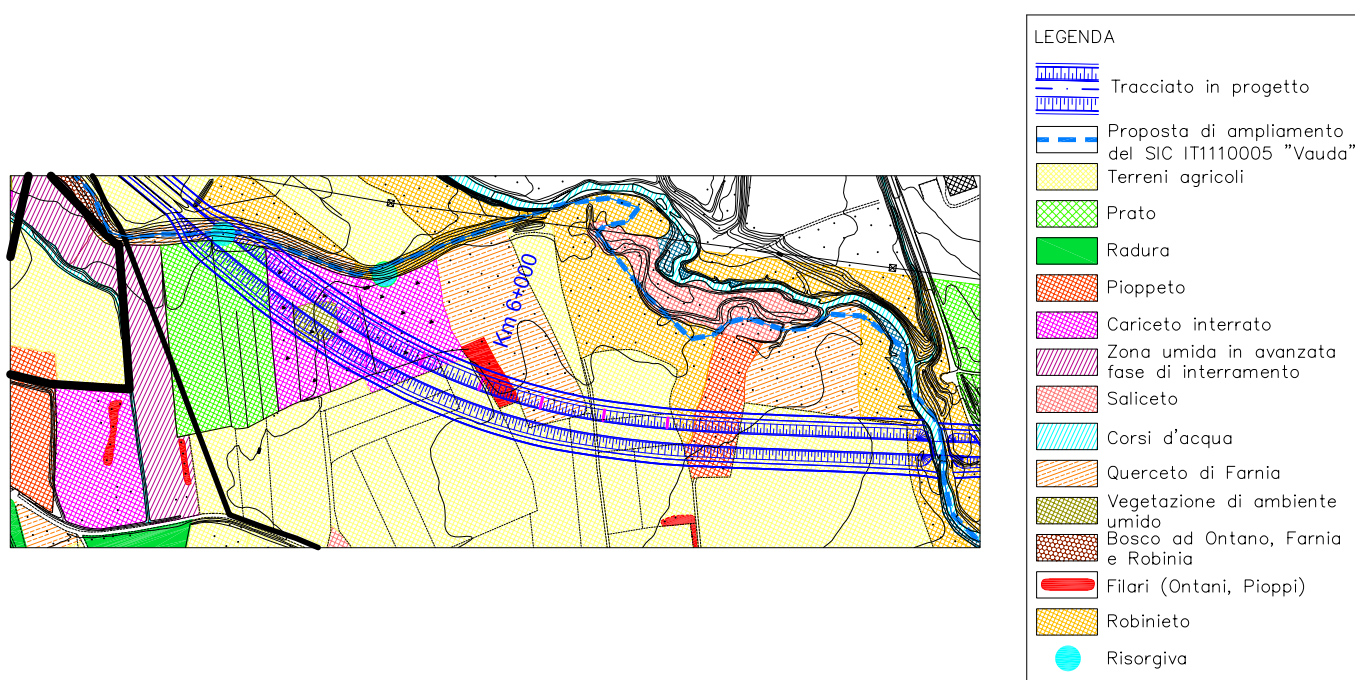 LEGENDA
Tracciato in progetto
Proposta di ampliamento
del SIC IT1110005 "Vauda"
Terreni agricoli
Prato
Radura
Pioppeto
Cariceto interrato
Zona umida in avanzata
fase di interramento
Saliceto
Corsi d'acqua
Querceto di Farnia
Vegetazione di ambiente
umido
Bosco ad Ontano, Farnia
e Robinia
Filari (Ontani, Pioppi)
Robinieto
Risorgiva
Km 6+000